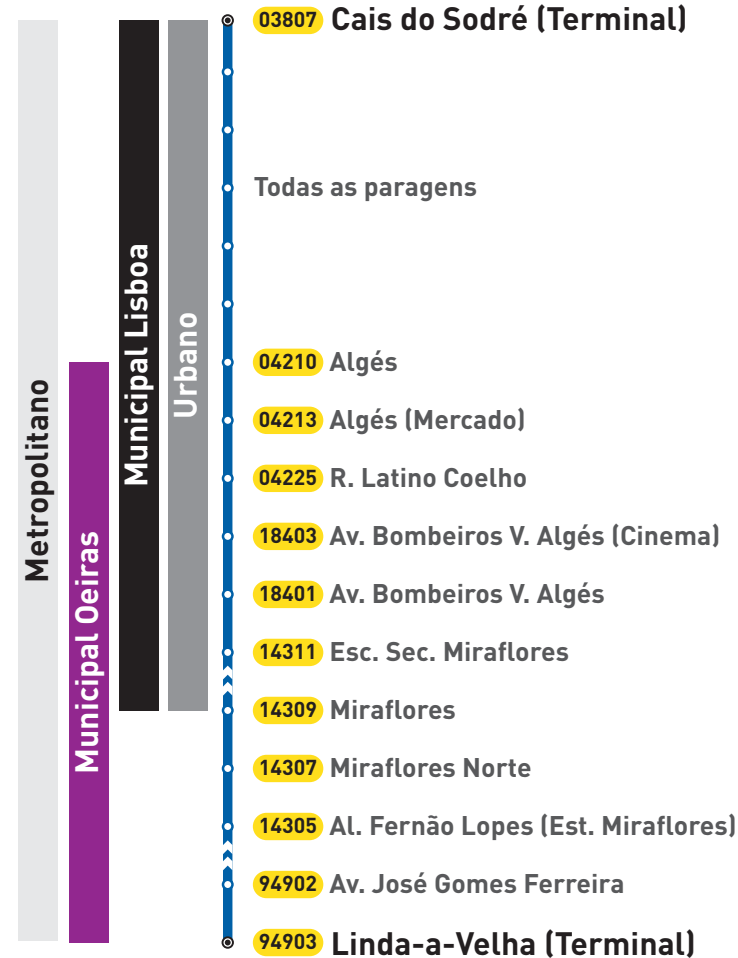 Metropolitano
Municipal Oeiras
Municipal Lisboa
Urbano
03807 Cais do Sodré (Terminal)
Todas as paragens
04210 Algés
04213 Algés (Mercado)
04225 R. Latino Coelho
18403 Av. Bombeiros V. Algés (Cinema)
18401 Av. Bombeiros V. Algés
14311 Esc. Sec. Miraflores
14309 Miraflores
14307 Miraflores Norte
14305 Al. Fernão Lopes (Est. Miraflores)
94902 Av. José Gomes Ferreira
94903 Linda-a-Velha (Terminal)